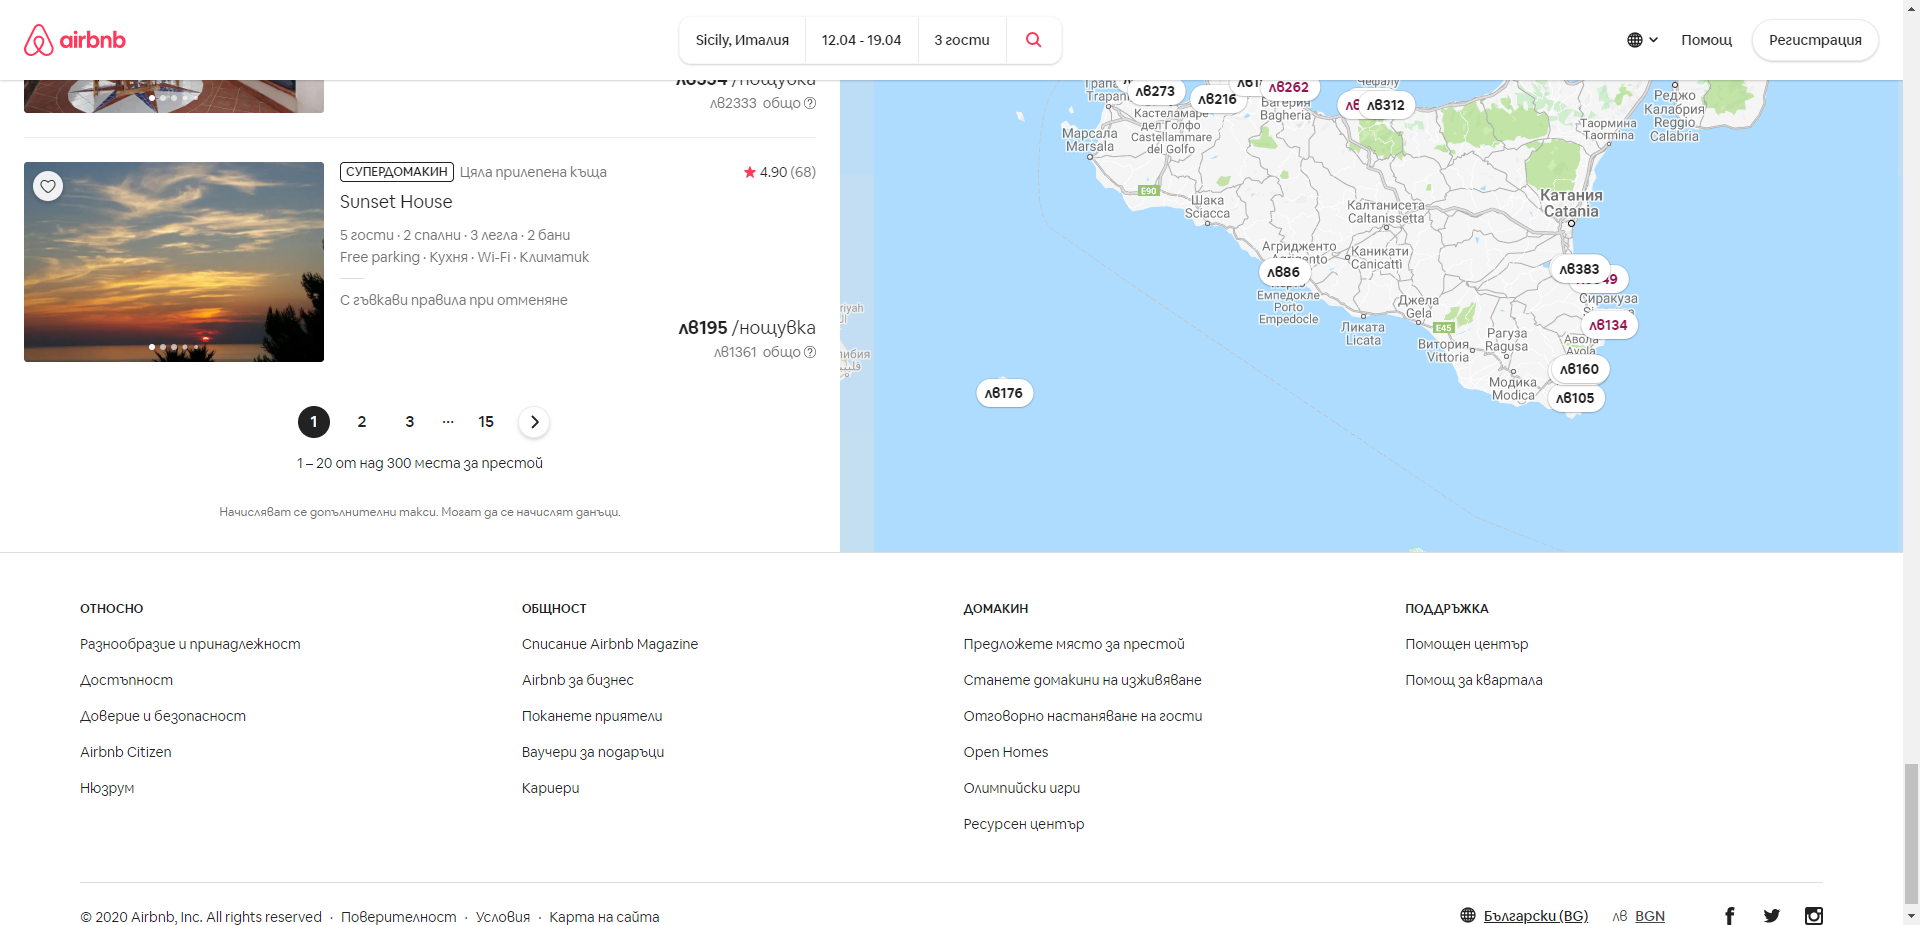 airbnb
Sicily, Италия
12.04 - 19.04
3 гости
Помощ
Регистрация
/нощувка
лв2333 общо
СУПЕРДОМАКИН Цяла прилепена къща
4.90 (68)
Sunset House
5 гости · 2 спални · 3 легла · 2 бани
Free parking · Кухня · Wi-Fi · Климатик
С гъвкави правила при отменяне
лв195 /нощувка
лв1361 общо
1 2 3 ... 15
1 – 20 от над 300 места за престой
Начисляват се допълнителни такси. Могат да се начислят данъци.
лв273
лв216
лв262
лв312
Чефалу
Багерия
Bagheria
Кастеламаре
дел Голфо
Castellammare
del Golfo
Марсала
Marsala
E90
Шака
Sciacca
Реджо
Калабрия
Reggio
Calabria
Таормина
Taormina
Катания
Catania
Калтанисета
Caltanissetta
Агридженто
Agrigento
Каникати
Canicattì
лв86
Емпедокле
Porto
Empedocle
лв383
Сиракуза
лв134
Джела
Gela
E45
Ликата
Licata
Витория
Vittoria
Рагуза
Ragusa
Авола
Avola
лв160
Модика
Modica
лв105
лв176
ОТНОСНО
Разнообразие и принадлежност
Достъпност
Доверие и безопасност
Airbnb Citizen
Нюзрум
ОБЩНОСТ
Списание Airbnb Magazine
Airbnb за бизнес
Поканете приятели
Ваучери за подаръци
Кариери
ДОМАКИН
Предложете място за престой
Станете домакини на изживяване
Отговорно настаняване на гости
Open Homes
Олимпийски игри
Ресурсен център
ПОДДРЪЖКА
Помощен център
Помощ за квартала
© 2020 Airbnb, Inc. All rights reserved · Поверителност · Условия · Карта на сайта
Български (BG)
лв BGN